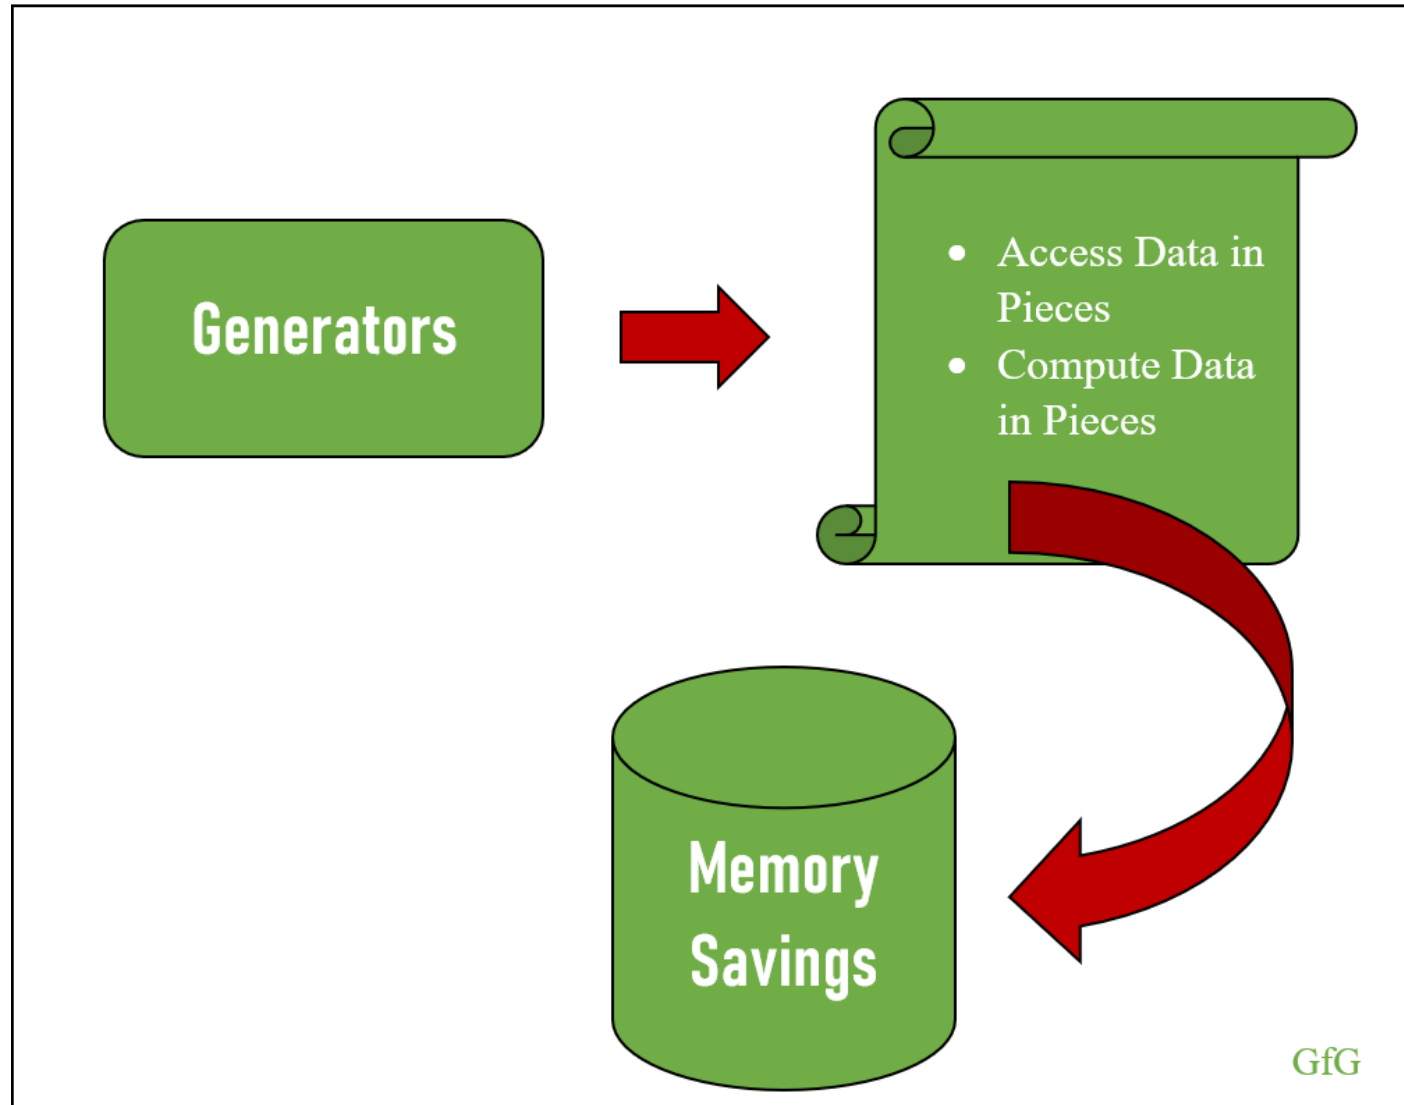 Generators
• Access Data in
Pieces
• Compute Data
in Pieces
Memory
Savings
GfG